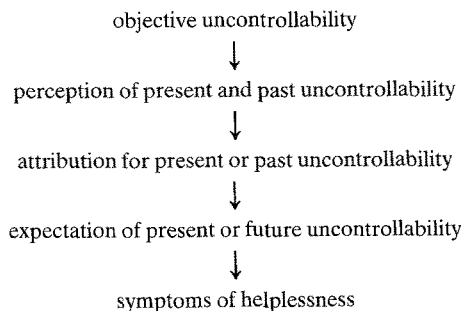 objective uncontrollability
perception of present and past uncontrollability
attribution for present or past uncontrollability
expectation of present or future uncontrollability
symptoms of helplessness